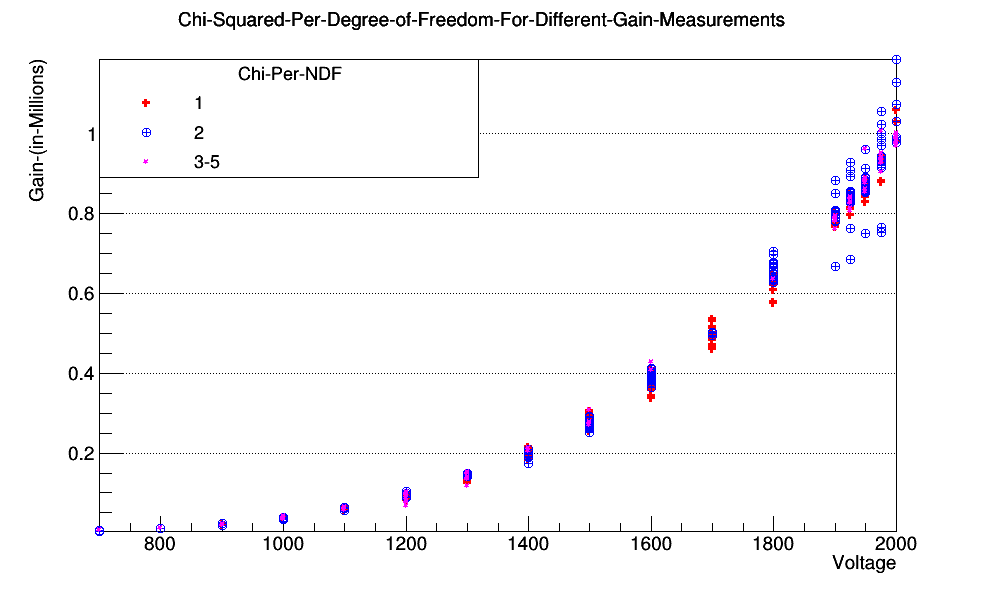 Chi-Squared-Per-Degree-of-Freedom-For-Different-Gain-Measurements
Gain-(in-Millions)
Chi-Per-NDF
1
2
3-5
1
0.8
0.6
0.4
0.2
800 1000 1200 1400 1600 1800 2000
Voltage